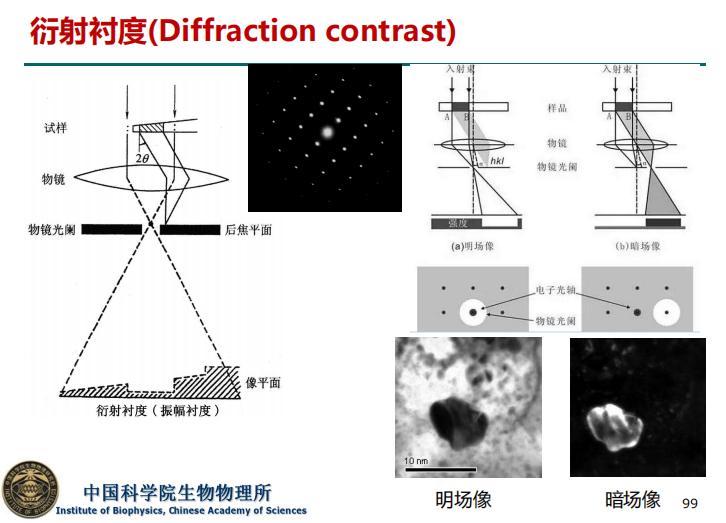 衍射衬度(Diffraction contrast)
试样
2θ
物镜
物镜光阑
后焦平面
像平面
衍射衬度（振幅衬度）
入射束
入射束
样品
A
B
A
B
物镜
hkl
物镜光阑
强度
(a)明场像
(b)暗场像
电子光轴
物镜光阑
10 nm
明场像
暗场像
中国科学院生物物理所
Institute of Biophysics, Chinese Academy of Sciences
99